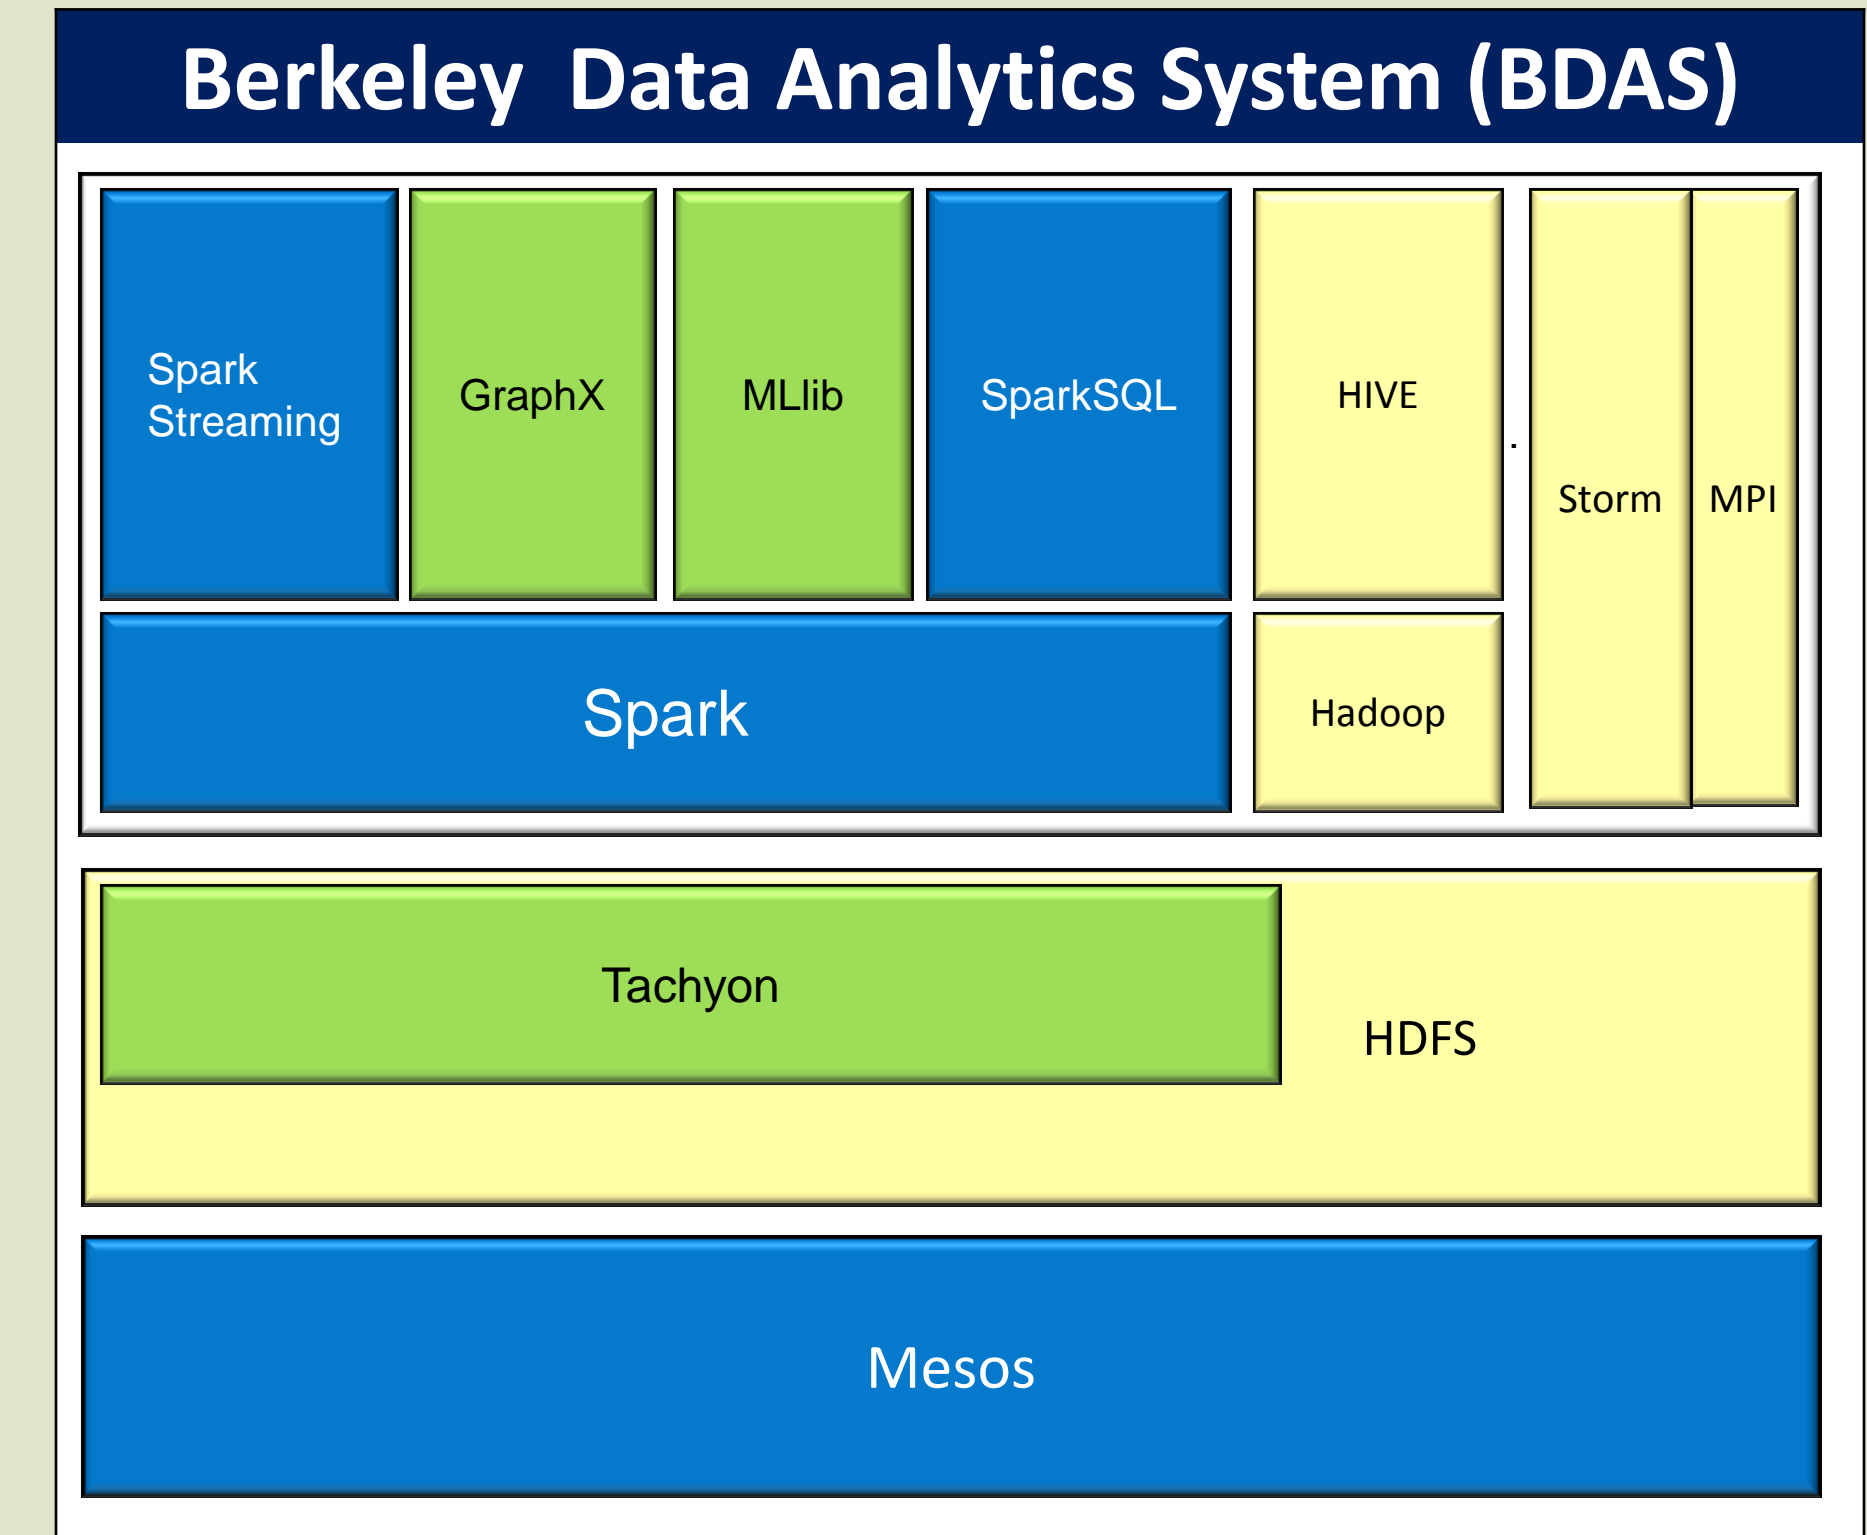 Berkeley  Data Analytics System (BDAS)
Spark
Streaming
GraphX
MLlib
SparkSQL
HIVE
.
Storm
MPI
Spark
Hadoop
Tachyon
HDFS
Mesos